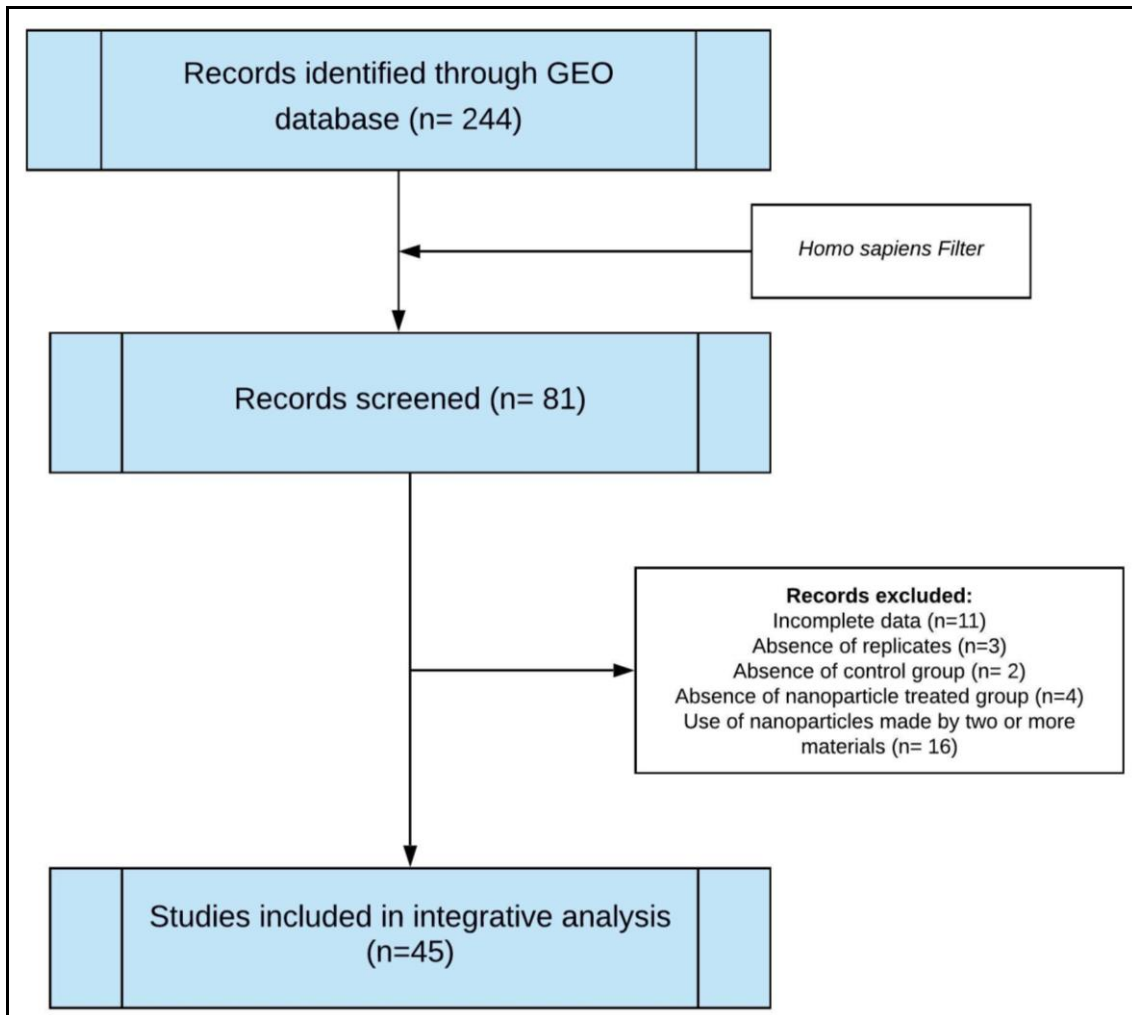 Records identified through GEO
database (n= 244)
Homo sapiens Filter
Records screened (n= 81)
Records excluded:
Incomplete data (n=11)
Absence of replicates (n=3)
Absence of control group (n= 2)
Absence of nanoparticle treated group (n=4)
Use of nanoparticles made by two or more
materials (n= 16)
Studies included in integrative analysis
(n=45)